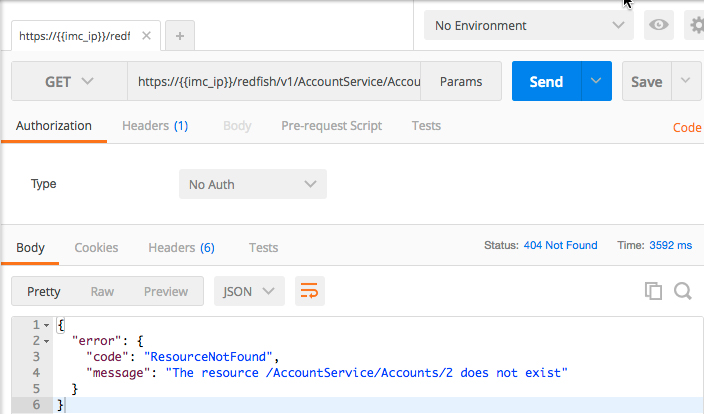 https://{{imc_ip}}/redf
No Environment
GET https://{{imc_ip}}/redfish/v1/AccountService/Accou Params Send Save
Authorization Headers (1) Body Pre-request Script Tests Code
Type No Auth
Body Cookies Headers (6) Tests Status: 404 Not Found Time: 3592 ms
Pretty Raw Preview JSON
1 {
2 "error": {
3 "code": "ResourceNotFound",
4 "message": "The resource /AccountService/Accounts/2 does not exist"
5 }
6 }